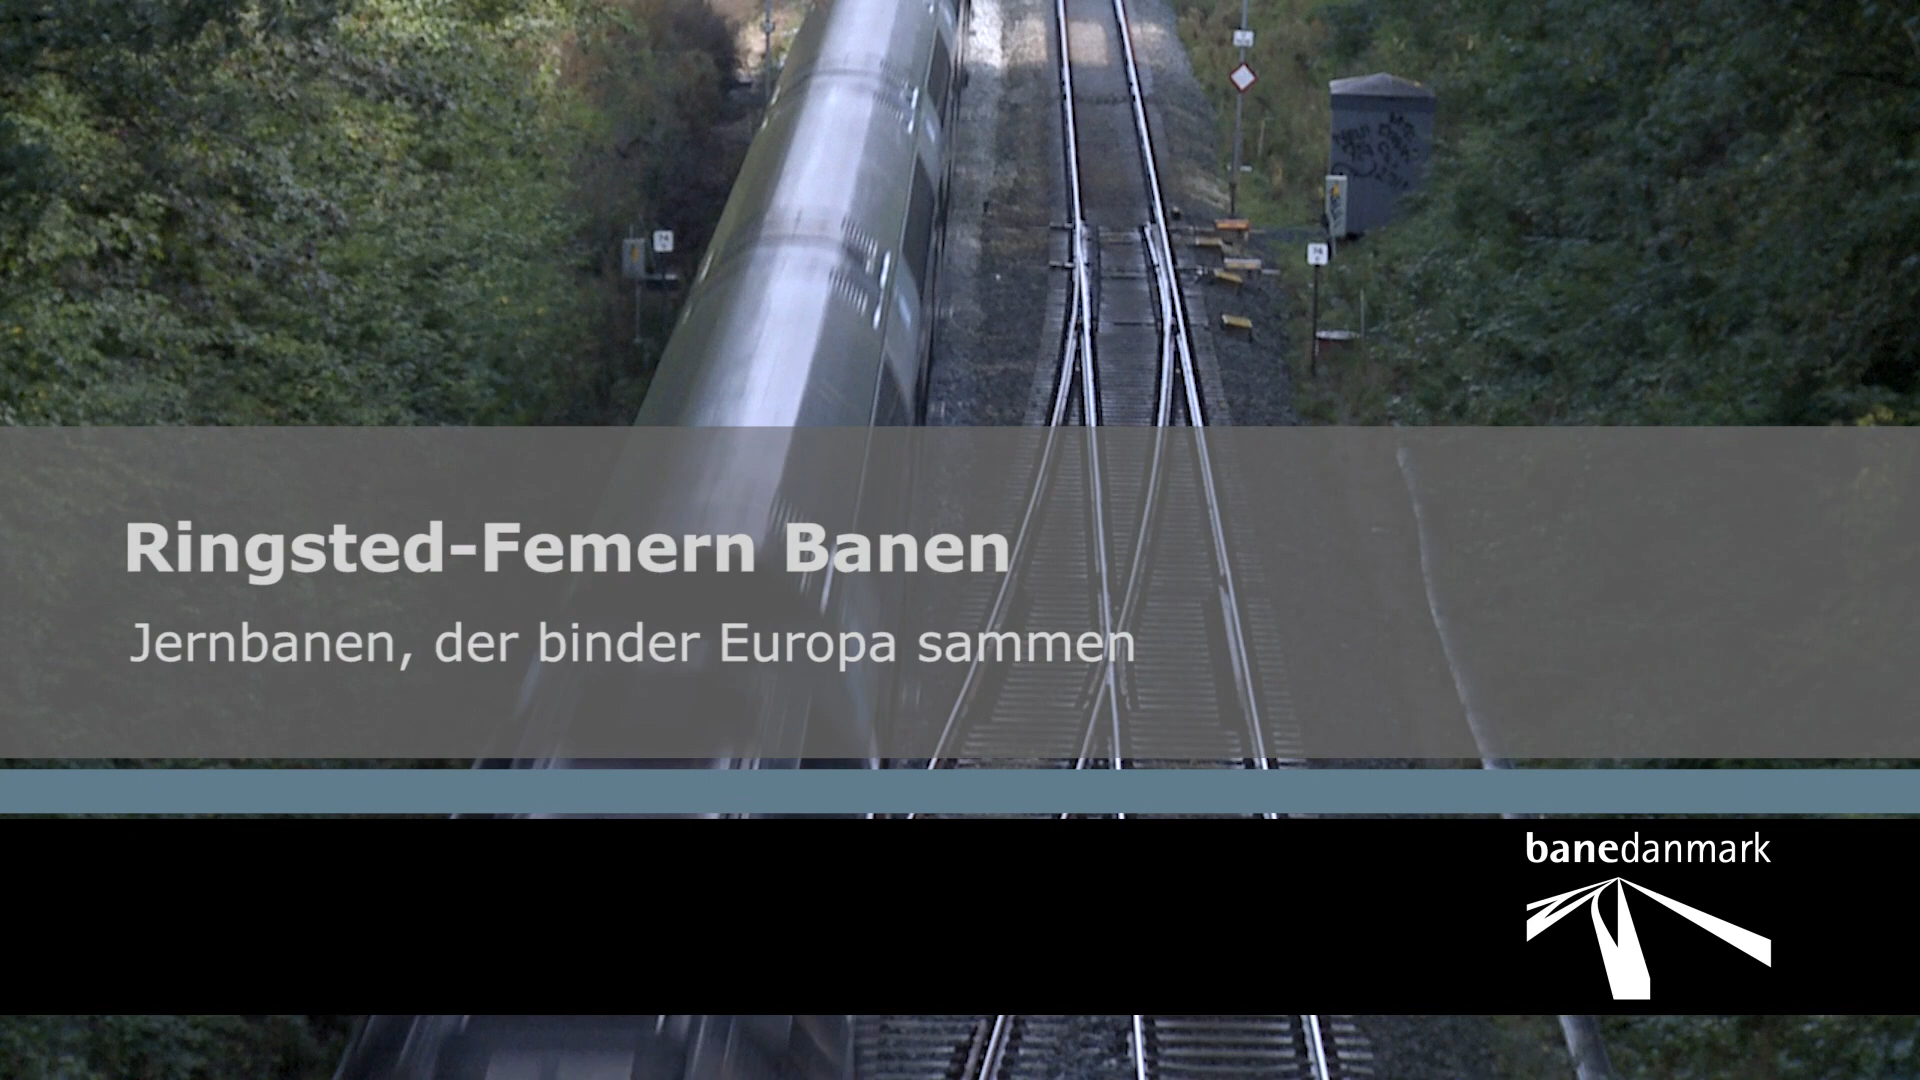 Ringsted-Femern Banen
Jernbanen, der binder Europa sammen
banedanmark